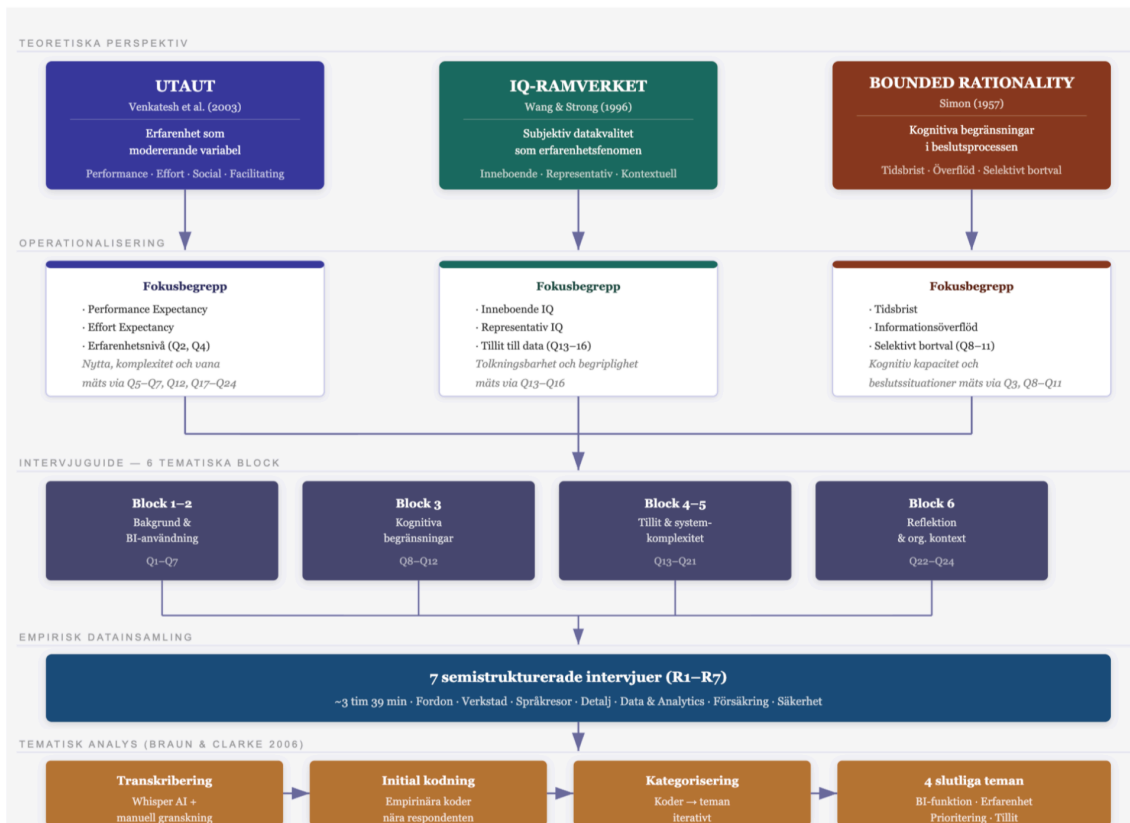 TEORETISKA PERSPEKTIV
UTAUT
Venkatesh et al. (2003)
Erfarenhet som
modererande variabel
Performance · Effort · Social · Facilitating
IQ-RAMVERKET
Wang & Strong (1996)
Subjektiv datakvalitet
som erfarenhetsfenomen
Inneboende · Representativ · Kontextuell
BOUNDED RATIONALITY
Simon (1957)
Kognitiva begränsningar
i beslutsprocessen
Tidsbrist · Överflöd · Selektivt bortval
OPERATIONALISERING
Fokusbegrepp
· Performance Expectancy
· Effort Expectancy
· Erfarenhetsnivå (Q2, Q4)
Nytta, komplexitet och vana
mäts via Q5–Q7, Q12, Q17–Q24
Fokusbegrepp
· Inneboende IQ
· Representativ IQ
· Tillit till data (Q13–16)
Tolkningsbarhet och begriplighet
mäts via Q13–Q16
Fokusbegrepp
· Tidsbrist
· Informationsöverflöd
· Selektivt bortval (Q8–11)
Kognitiv kapacitet och
beslutssituationer mäts via Q3, Q8–Q11
INTERVJUGUIDE — 6 TEMATISKA BLOCK
Block 1–2
Bakgrund &
BI-användning
Q1–Q7
Block 3
Kognitiva
begränsningar
Q8–Q12
Block 4–5
Tillit & system-
komplexitet
Q13–Q21
Block 6
Reflektion
& org. kontext
Q22–Q24
EMPIRISK DATAINSAMLING
7 semistrukturerade intervjuer (R1–R7)
~3 tim 39 min · Fordon · Verkstad · Språkresor · Detalj · Data & Analytics · Försäkring · Säkerhet
TEMATISK ANALYS (BRAUN & CLARKE 2006)
Transkribering
Whisper AI +
manuell granskning
Initial kodning
Empirinära koder
nära respondenten
Kategorisering
Koder → teman
iterativt
4 slutliga teman
BI-funktion · Erfarenhet
Prioritering · Tillit